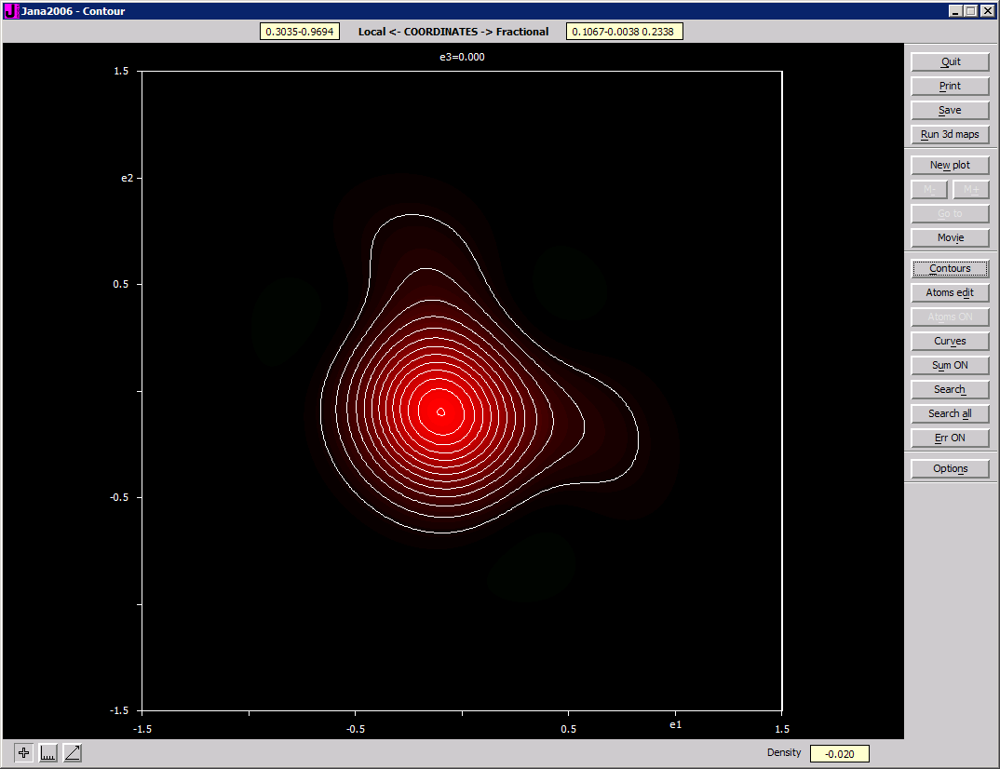 Jana2006 - Contour
0.3035-0.9694 Local <- COORDINATES -> Fractional 0.1067-0.0038 0.2338
e3=0.000
1.5
e2
0.5
-0.5
-1.5
-1.5 -0.5 0.5 e1 1.5
Quit
Print
Save
Run 3d maps
New plot
M- M+
Go to
Movie
Contours
Atoms edit
Atoms ON
Curves
Sum ON
Search
Search all
Err ON
Options
Density -0.020